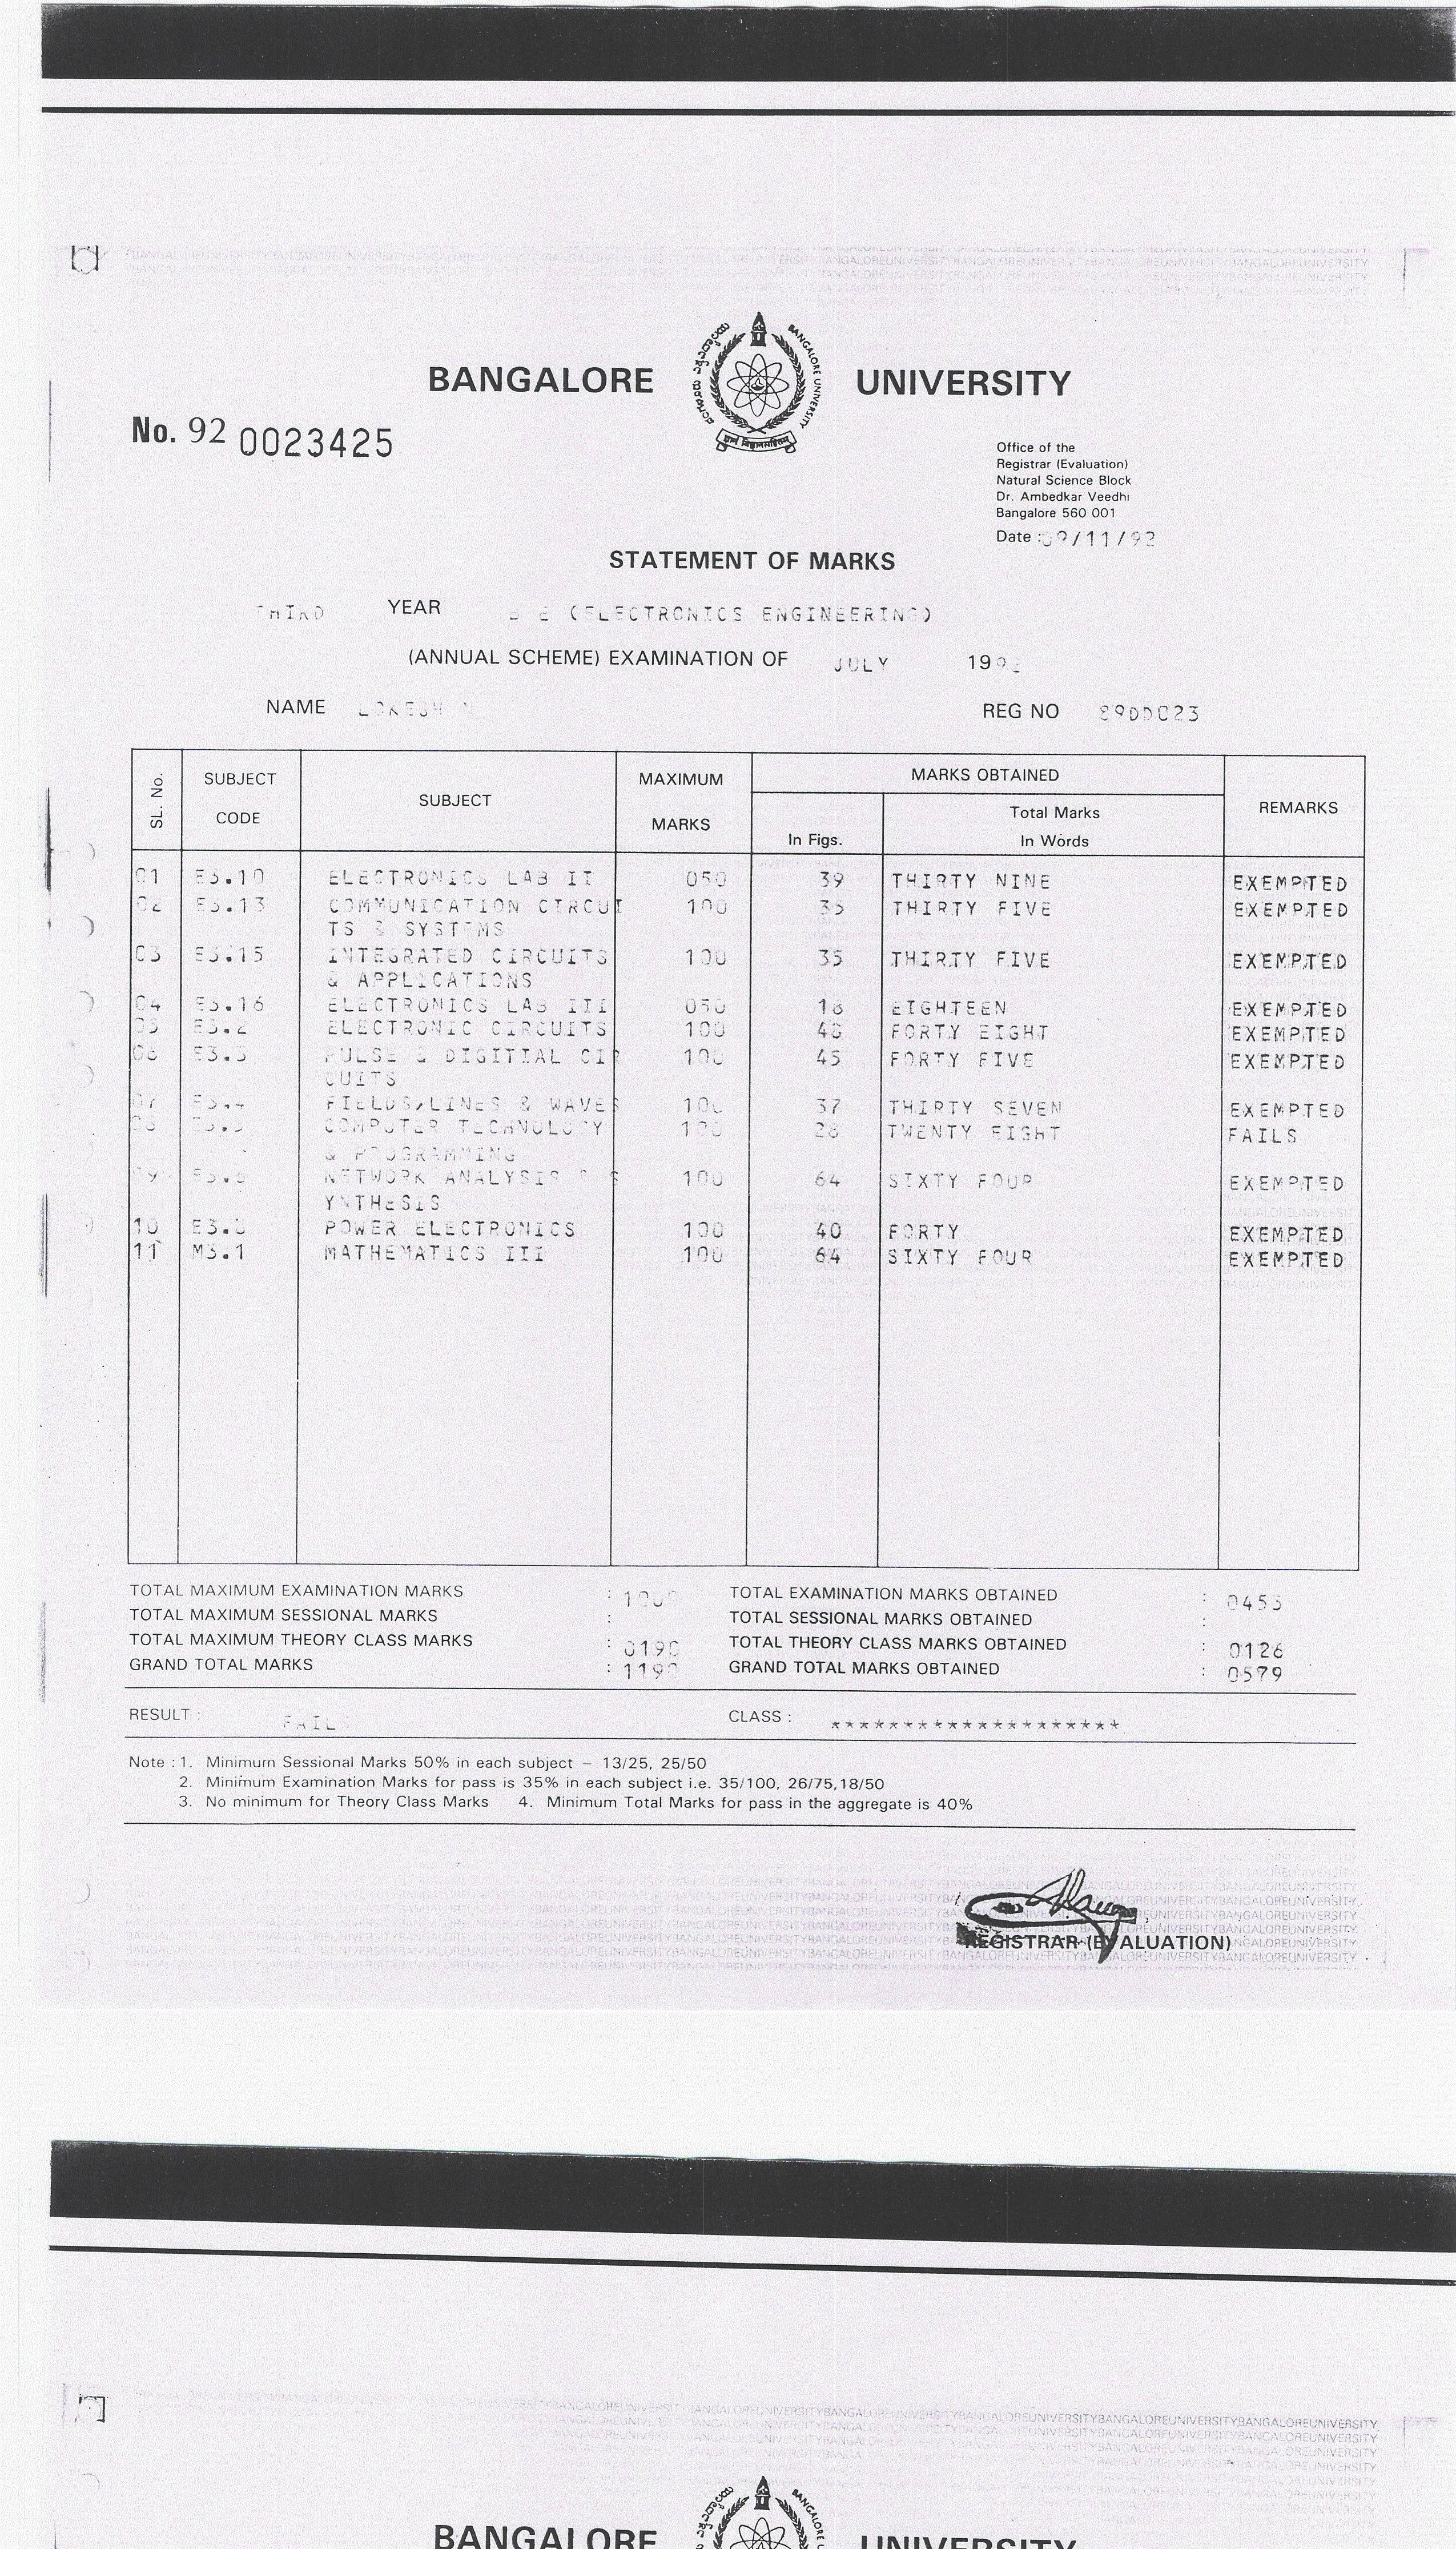 BANGALORE UNIVERSITY
No. 92 0023425
Office of the
Registrar (Evaluation)
Natural Science Block
Dr. Ambedkar Veedhi
Bangalore 560 001
Date : 09/11/92
STATEMENT OF MARKS
THIRD YEAR B E (ELECTRONICS ENGINEERING)
(ANNUAL SCHEME) EXAMINATION OF JULY 199
NAME LOKESH REG NO 89DD023
SL. No. SUBJECT CODE SUBJECT MAXIMUM MARKS MARKS OBTAINED REMARKS
In Figs. Total Marks In Words
01 E3.10 ELECTRONICS LAB II 050 39 THIRTY NINE EXEMPTED
02 E3.13 COMMUNICATION CIRCUI 100 35 THIRTY FIVE EXEMPTED
TS & SYSTEMS
03 E3.15 INTEGRATED CIRCUITS 100 35 THIRTY FIVE EXEMPTED
& APPLICATIONS
04 E3.16 ELECTRONICS LAB III 050 18 EIGHTEEN EXEMPTED
05 E3.2 ELECTRONIC CIRCUITS 100 48 FORTY EIGHT EXEMPTED
06 E3.3 PULSE & DIGITIAL CIR 100 45 FORTY FIVE EXEMPTED
CUITS
07 E3.4 FIELDS,LINES & WAVES 100 37 THIRTY SEVEN EXEMPTED
08 E3.5 COMPUTER TECHNOLOGY 100 28 TWENTY EIGHT FAILS
& PROGRAMMING
09 E3.6 NETWORK ANALYSIS & S 100 64 SIXTY FOUR EXEMPTED
YNTHESIS
10 POWER ELECTRONICS 100 40 FORTY EXEMPTED
11 M3.1 MATHEMATICS III 100 64 SIXTY FOUR EXEMPTED
TOTAL MAXIMUM EXAMINATION MARKS : 1000 TOTAL EXAMINATION MARKS OBTAINED : 0453
TOTAL MAXIMUM SESSIONAL MARKS : TOTAL SESSIONAL MARKS OBTAINED :
TOTAL MAXIMUM THEORY CLASS MARKS : 0190 TOTAL THEORY CLASS MARKS OBTAINED : 0126
GRAND TOTAL MARKS : 1190 GRAND TOTAL MARKS OBTAINED : 0579
RESULT : FAILS CLASS : ********************
Note : 1. Minimum Sessional Marks 50% in each subject – 13/25, 25/50
2. Minimum Examination Marks for pass is 35% in each subject i.e. 35/100, 26/75,18/50
3. No minimum for Theory Class Marks 4. Minimum Total Marks for pass in the aggregate is 40%
REGISTRAR (EVALUATION)
BANGALORE UNIVERSITY